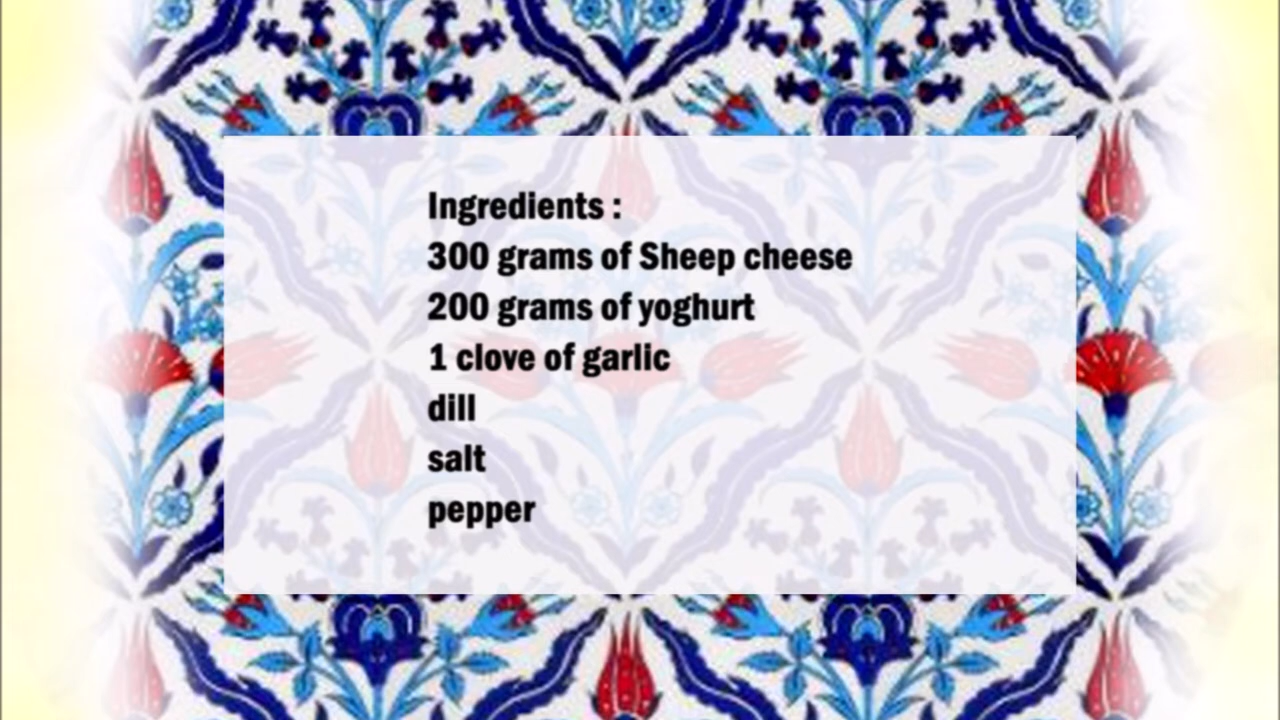 Ingredients :
300 grams of Sheep cheese
200 grams of yoghurt
1 clove of garlic
dill
salt
pepper